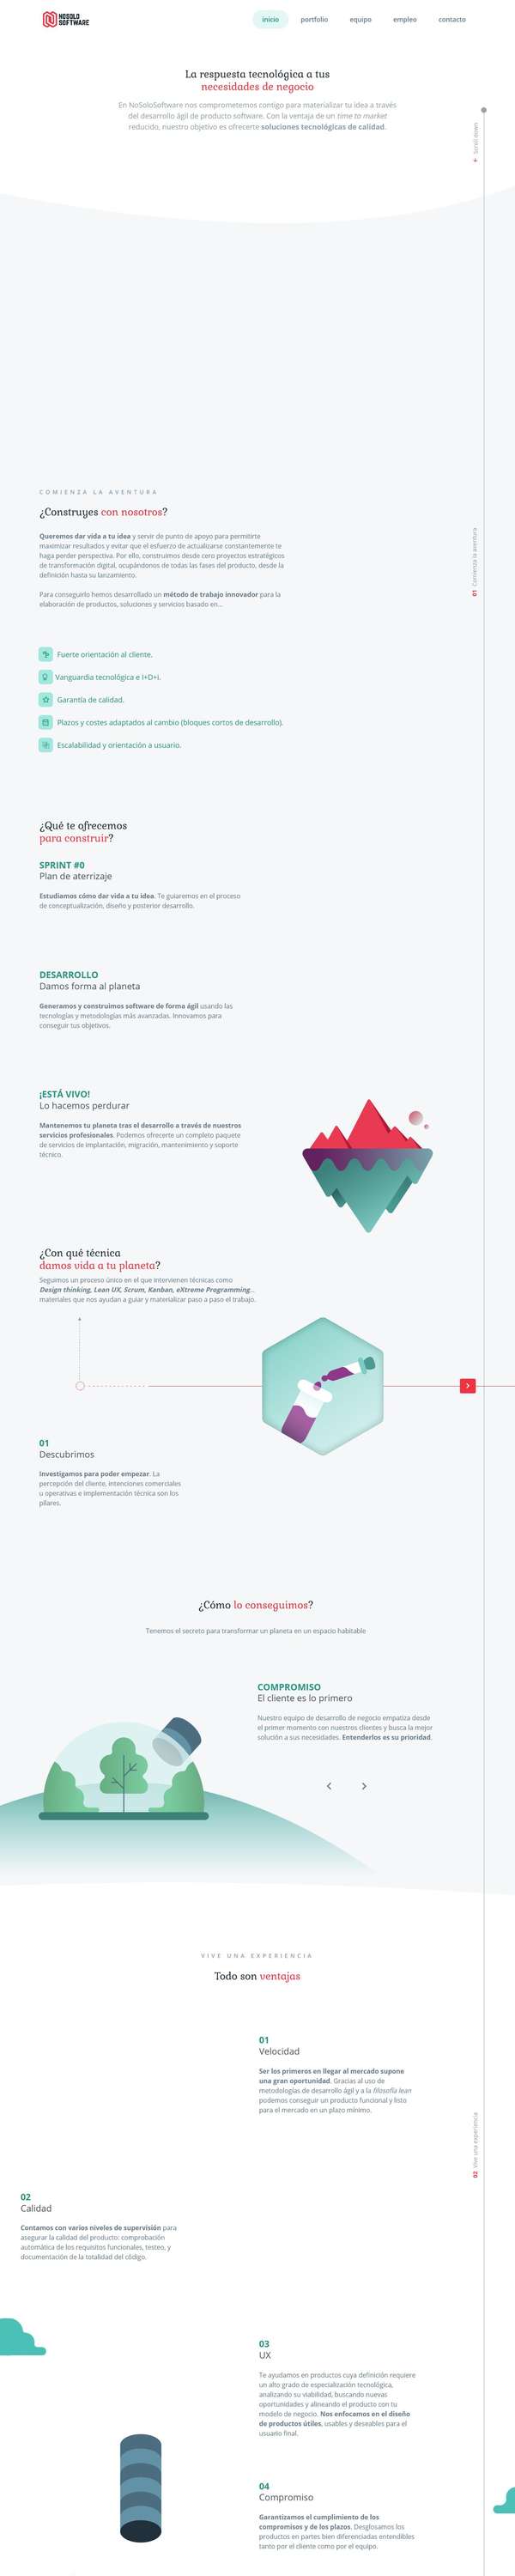 NOSOLO
SOFTWARE
inicio
portfolio
equipo
empleo
contacto
La respuesta tecnológica a tus
necesidades de negocio
En NoSoloSoftware nos comprometemos contigo para materializar tu idea a través
del desarrollo ágil de producto software. Con la ventaja de un time to market
reducido, nuestro objetivo es ofrecerte soluciones tecnológicas de calidad.
Scroll down
COMIENZA LA AVENTURA
¿Construyes con nosotros?
Queremos dar vida a tu idea y servir de punto de apoyo para permitirte
maximizar resultados y evitar que el esfuerzo de actualizarse constantemente te
haga perder perspectiva. Por ello, construimos desde cero proyectos estratégicos
de transformación digital, ocupándonos de todas las fases del producto, desde la
definición hasta su lanzamiento.
Para conseguirlo hemos desarrollado un método de trabajo innovador para la
elaboración de productos, soluciones y servicios basado en...
01 Comienza la aventura
Fuerte orientación al cliente.
Vanguardia tecnológica e I+D+i.
Garantía de calidad.
Plazos y costes adaptados al cambio (bloques cortos de desarrollo).
Escalabilidad y orientación a usuario.
¿Qué te ofrecemos
para construir?
SPRINT #0
Plan de aterrizaje
Estudiamos cómo dar vida a tu idea. Te guiaremos en el proceso
de conceptualización, diseño y posterior desarrollo.
DESARROLLO
Damos forma al planeta
Generamos y construimos software de forma ágil usando las
tecnologías y metodologías más avanzadas. Innovamos para
conseguir tus objetivos.
¡ESTÁ VIVO!
Lo hacemos perdurar
Mantenemos tu planeta tras el desarrollo a través de nuestros
servicios profesionales. Podemos ofrecerte un completo paquete
de servicios de implantación, migración, mantenimiento y soporte
técnico.
¿Con qué técnica
damos vida a tu planeta?
Seguimos un proceso único en el que intervienen técnicas como
Design thinking, Lean UX, Scrum, Kanban, eXtreme Programming...
materiales que nos ayudan a guiar y materializar paso a paso el trabajo.
01
Descubrimos
Investigamos para poder empezar. La
percepción del cliente, intenciones comerciales
u operativas e implementación técnica son los
pilares.
¿Cómo lo conseguimos?
Tenemos el secreto para transformar un planeta en un espacio habitable
COMPROMISO
El cliente es lo primero
Nuestro equipo de desarrollo de negocio empatiza desde
el primer momento con nuestros clientes y busca la mejor
solución a sus necesidades. Entenderlos es su prioridad.
VIVE UNA EXPERIENCIA
Todo son ventajas
01
Velocidad
Ser los primeros en llegar al mercado supone
una gran oportunidad. Gracias al uso de
metodologías de desarrollo ágil y a la filosofía lean
podemos conseguir un producto funcional y listo
para el mercado en un plazo mínimo.
02 Vive una experiencia
02
Calidad
Contamos con varios niveles de supervisión para
asegurar la calidad del producto: comprobación
automática de los requisitos funcionales, testeo, y
documentación de la totalidad del código.
03
UX
Te ayudamos en productos cuya definición requiere
un alto grado de especialización tecnológica,
analizando su viabilidad, buscando nuevas
oportunidades y alineando el producto con tu
modelo de negocio. Nos enfocamos en el diseño
de productos útiles, usables y deseables para el
usuario final.
04
Compromiso
Garantizamos el cumplimiento de los
compromisos y de los plazos. Desglosamos los
productos en partes bien diferenciadas entendibles
tanto por el cliente como por el equipo.